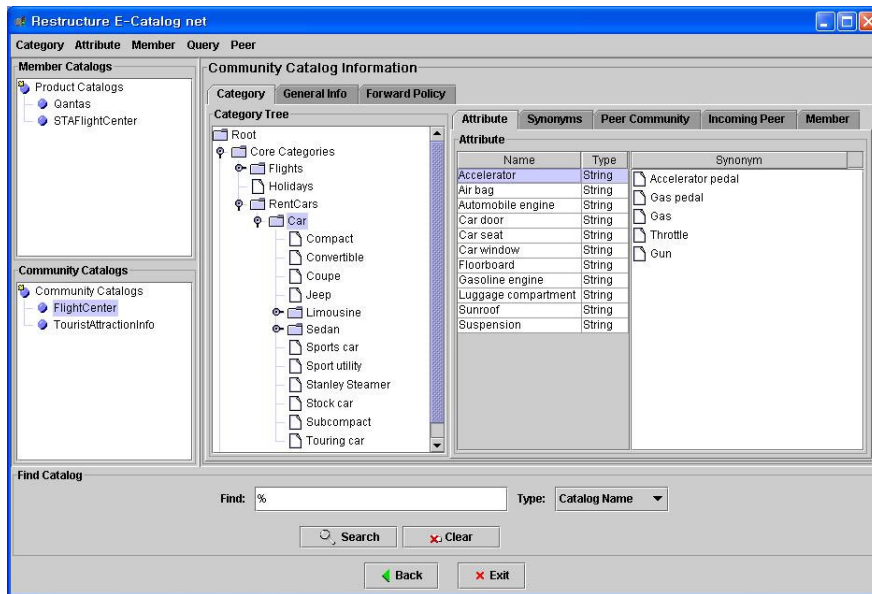 Restructure E-Catalog net
Category Attribute Member Query Peer
Member Catalogs
Product Catalogs
Qantas
STAFlightCenter
Community Catalogs
Community Catalogs
FlightCenter
TouristAttractionInfo
Community Catalog Information
Category General Info Forward Policy
Category Tree
Root
Core Categories
Flights
Holidays
RentCars
Car
Compact
Convertible
Coupe
Jeep
Limousine
Sedan
Sports car
Sport utility
Stanley Steamer
Stock car
Subcompact
Touring car
Attribute Synonyms Peer Community Incoming Peer Member
Attribute
Name Type
Accelerator String
Air bag String
Automobile engine String
Car door String
Car seat String
Car window String
Floorboard String
Gasoline engine String
Luggage compartment String
Sunroof String
Suspension String
Synonym
Accelerator pedal
Gas pedal
Gas
Throttle
Gun
Find Catalog
Find: % Type: Catalog Name
Search Clear
Back Exit